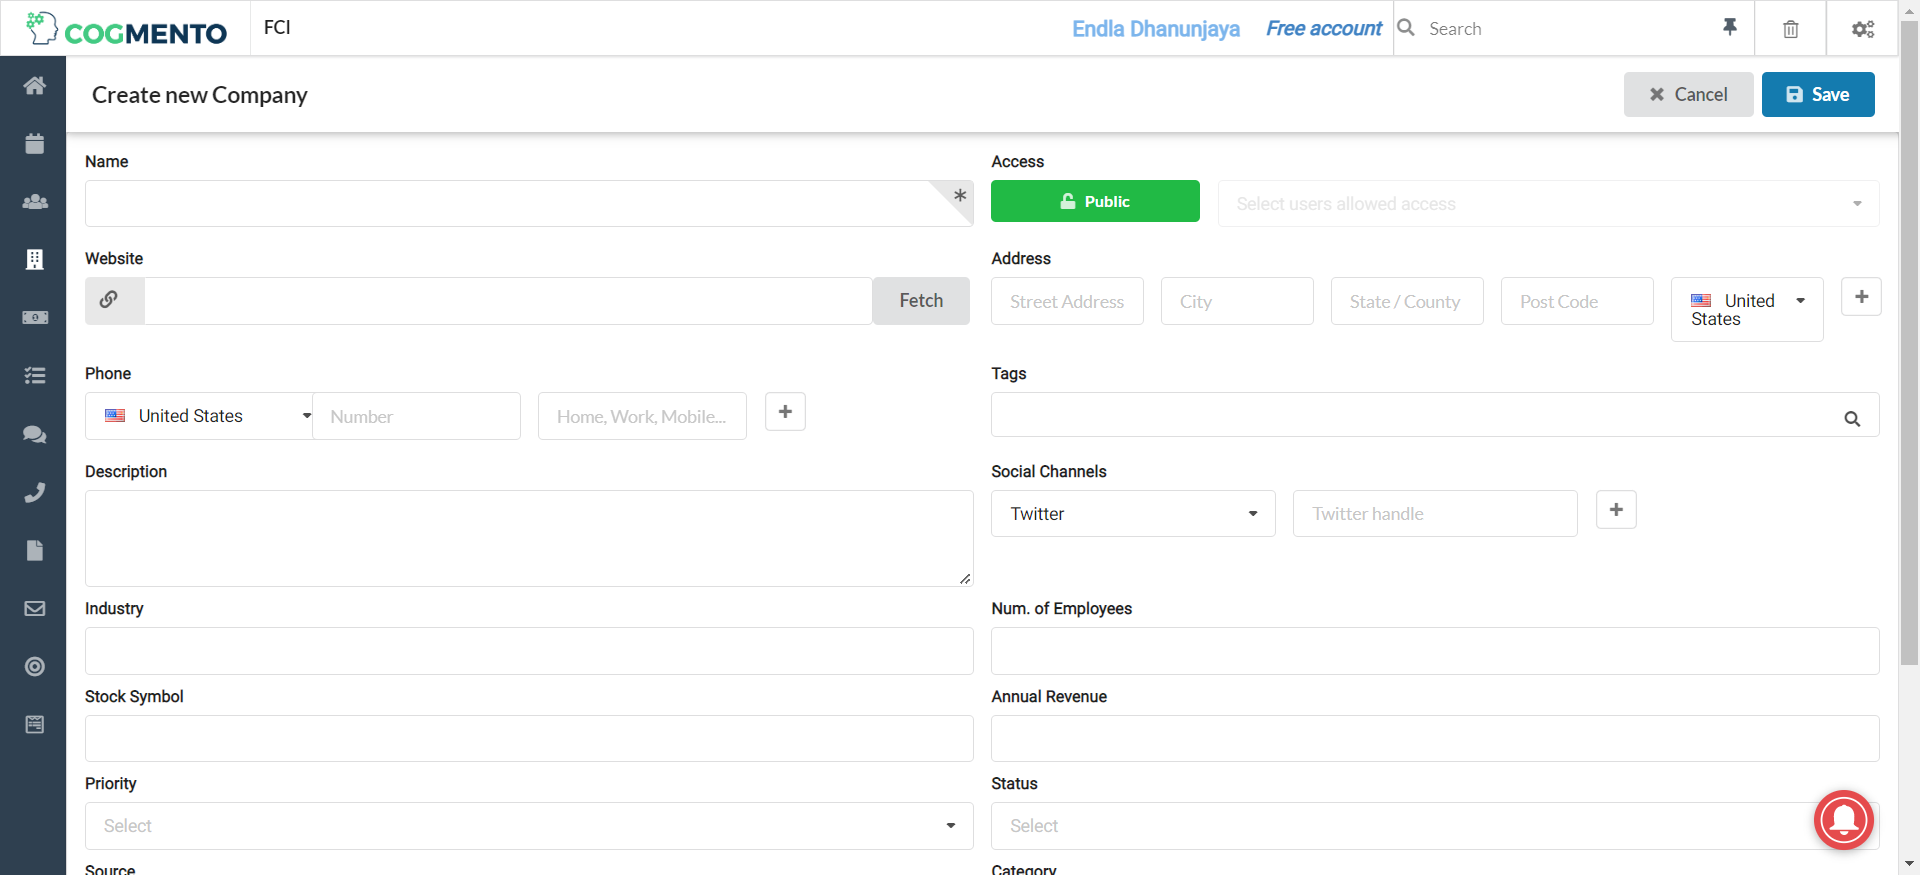 COGMENTO
FCI
Endla Dhanunjaya
Free account
Search
Create new Company
Cancel
Save
Name
*
Access
Public
Select users allowed access
Website
Fetch
Address
Street Address
City
State / County
Post Code
United
States
Phone
United States
Number
Home, Work, Mobile...
Tags
Description
Social Channels
Twitter
Twitter handle
Industry
Num. of Employees
Stock Symbol
Annual Revenue
Priority
Select
Status
Select
Source
Category